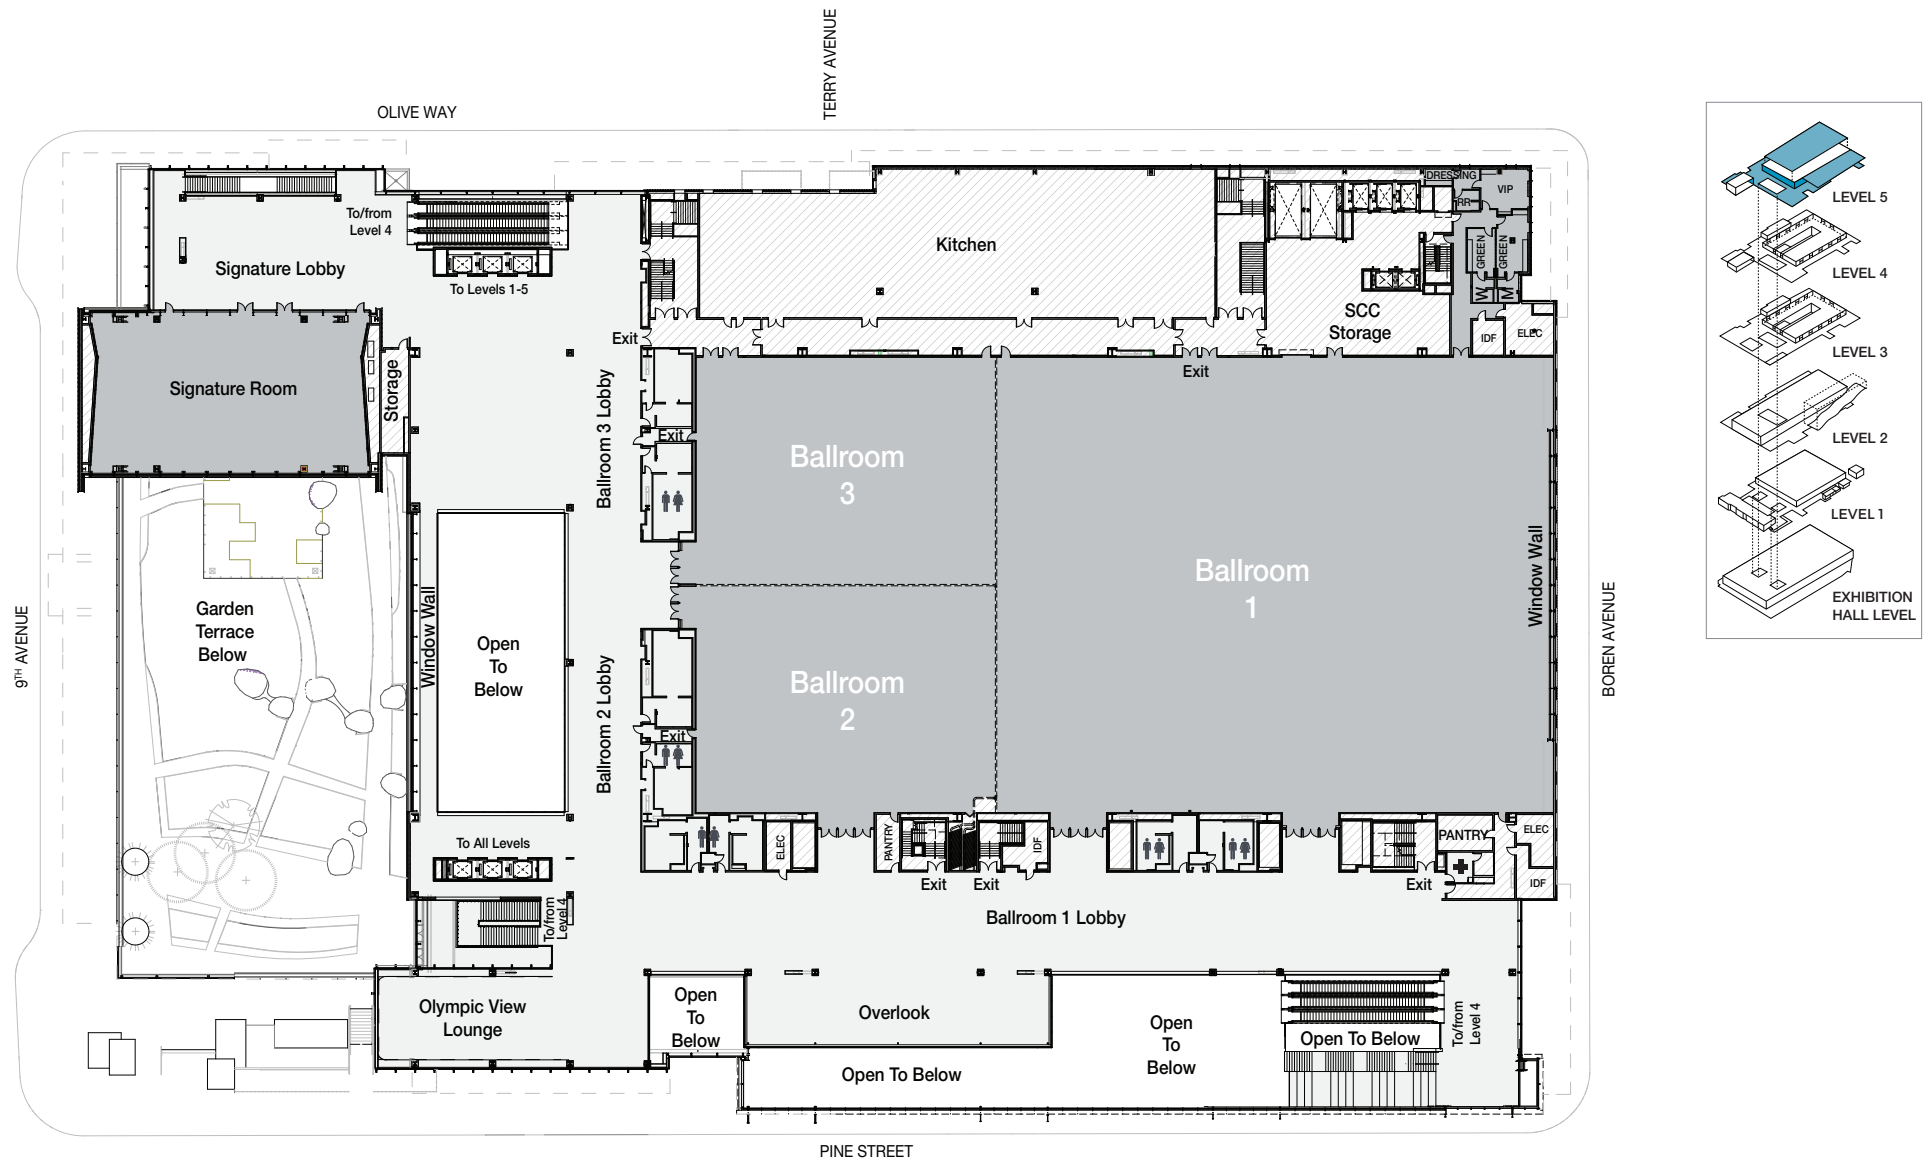 TERRY AVENUE
OLIVE WAY
To/from
Level 4
Signature Lobby
To Levels 1-5
Kitchen
DRESSING
VIP
RR
GREEN
GREEN
W
M
SCC
Storage
IDF
ELEC
Exit
Exit
Signature Room
Storage
Ballroom 3 Lobby
Exit
Ballroom
3
Ballroom
1
Window Wall
Garden
Terrace
Below
Window Wall
Open
To
Below
Ballroom 2 Lobby
Ballroom
2
Exit
9TH AVENUE
BOREN AVENUE
To All Levels
ELEC
PANTRY
IDF
PANTRY
ELEC
IDF
Exit
Exit
Exit
To/from
Level 4
Ballroom 1 Lobby
Olympic View
Lounge
Open
To
Below
Overlook
Open
To
Below
Open To Below
Open To Below
To/from
Level 4
PINE STREET
LEVEL 5
LEVEL 4
LEVEL 3
LEVEL 2
LEVEL 1
EXHIBITION
HALL LEVEL